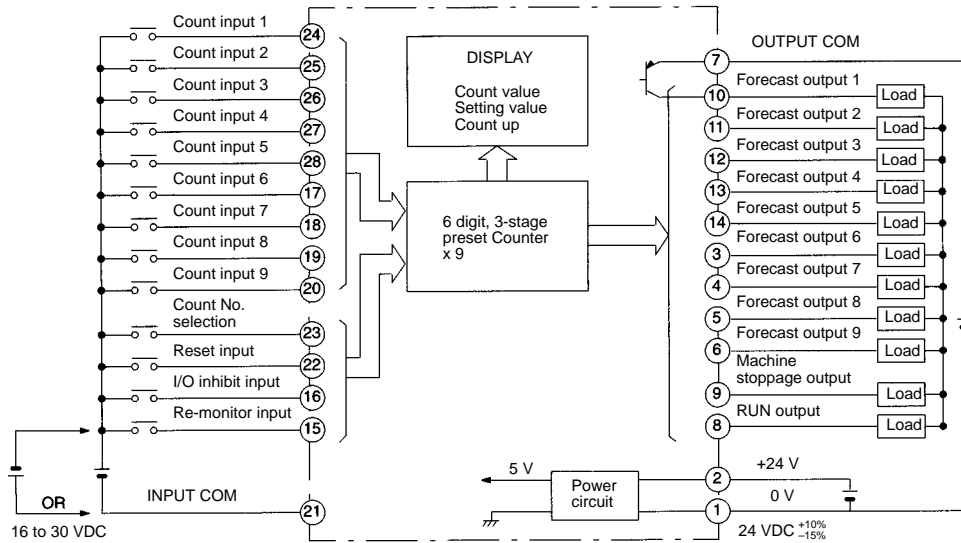 Count input 1
24
Count input 2
25
Count input 3
26
Count input 4
27
Count input 5
28
Count input 6
17
Count input 7
18
Count input 8
19
Count input 9
20
Count No.
selection
23
Reset input
22
I/O inhibit input
16
Re-monitor input
15
OR
16 to 30 VDC
INPUT COM
21
DISPLAY
Count value
Setting value
Count up
6 digit, 3-stage
preset Counter
x 9
5 V
Power
circuit
OUTPUT COM
7
Forecast output 1
10
Load
Forecast output 2
11
Load
Forecast output 3
12
Load
Forecast output 4
13
Load
Forecast output 5
14
Load
Forecast output 6
3
Load
Forecast output 7
4
Load
Forecast output 8
5
Load
Forecast output 9
6
Load
Machine
stoppage output
9
Load
RUN output
8
Load
2
+24 V
0 V
1
24 VDC +10%
–15%